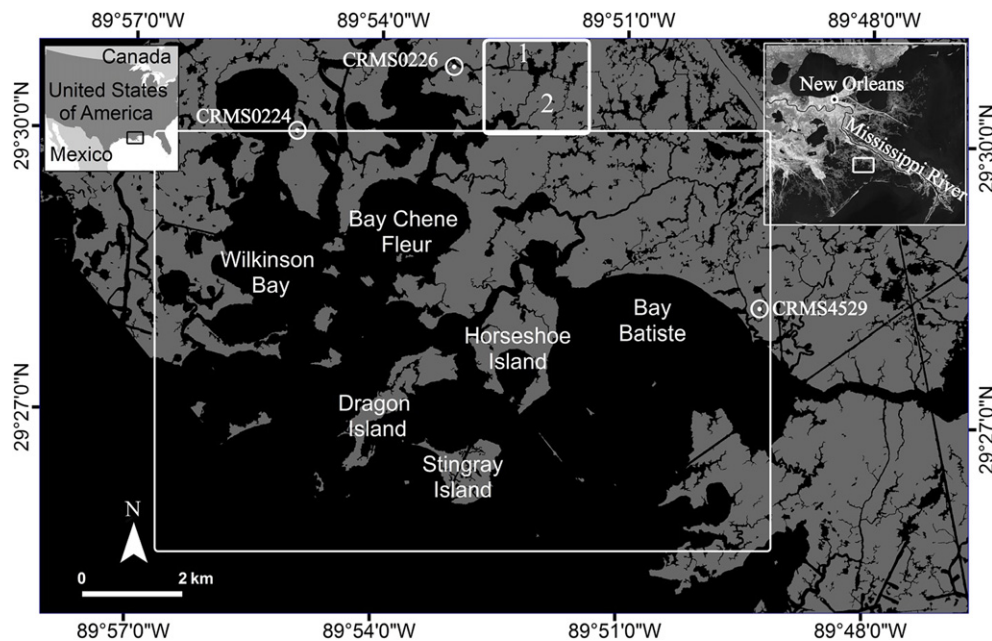 89°57'0"W 89°54'0"W 89°51'0"W 89°48'0"W
Canada
United States
of America
Mexico
CRMS0226
1
2
New Orleans
Mississippi River
CRMS0224
29°30'0"N
29°30'0"N
Bay Chene
Fleur
Wilkinson
Bay
Bay
Batiste
CRMS4529
Horseshoe
Island
Dragon
Island
29°27'0"N
29°27'0"N
Stingray
Island
N
0 2 km
89°57'0"W 89°54'0"W 89°51'0"W 89°48'0"W